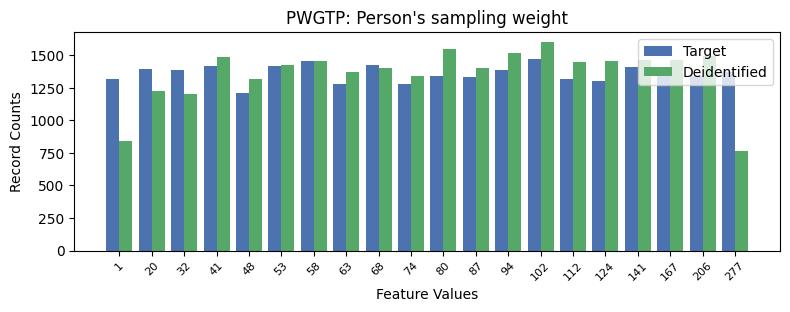 PWGTP: Person's sampling weight
Target
Deidentified
Record Counts
1500
1250
1000
750
500
250
0
1 20 32 41 48 53 58 63 68 74 80 87 94 102 112 124 141 167 206 277
Feature Values